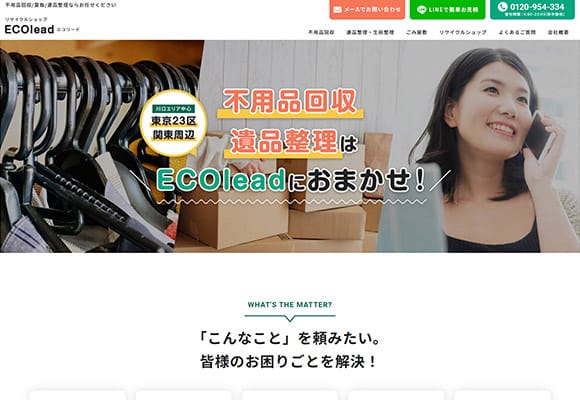 不用品回収/買取/遺品整理ならお任せください
リサイクルショップ
ECOlead エコリード
メールでお問い合わせ
LINEで簡単お見積
0120-954-334
不用品回収
遺品整理・生前整理
ごみ屋敷
リサイクルショップ
よくあるご質問
会社概要
川口エリア中心
東京23区
関東周辺
不用品回収
遺品整理は
ECOleadにおまかせ！
WHAT'S THE MATTER?
「こんなこと」を頼みたい。
皆様のお困りごとを解決！